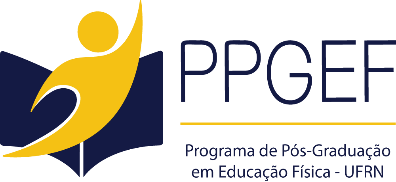 PPGEF
Programa de Pós-Graduação
em Educação Física - UFRN